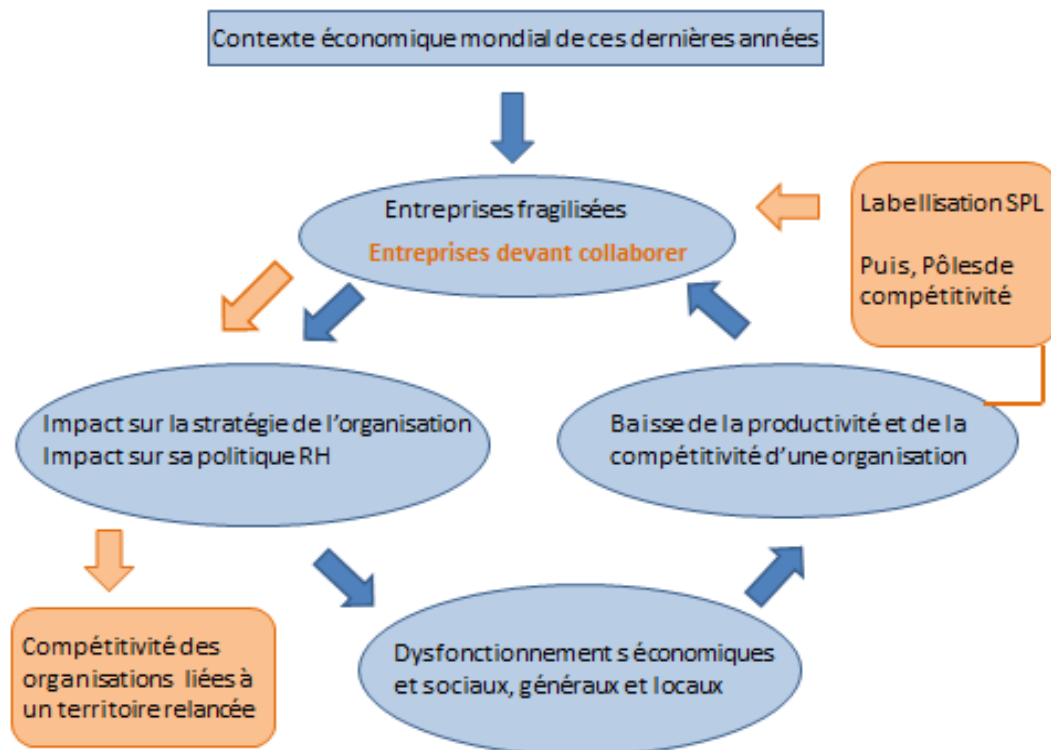 Contexte économique mondial de ces dernières années
Entreprises fragilisées
Entreprises devant collaborer
Labellisation SPL
Puis, Pôles de
compétitivité
Impact sur la stratégie de l'organisation
Impact sur sa politique RH
Baisse de la productivité et de la
compétitivité d'une organisation
Compétitivité des
organisations liées à
un territoire relancée
Dysfonctionnements économiques
et sociaux, généraux et locaux